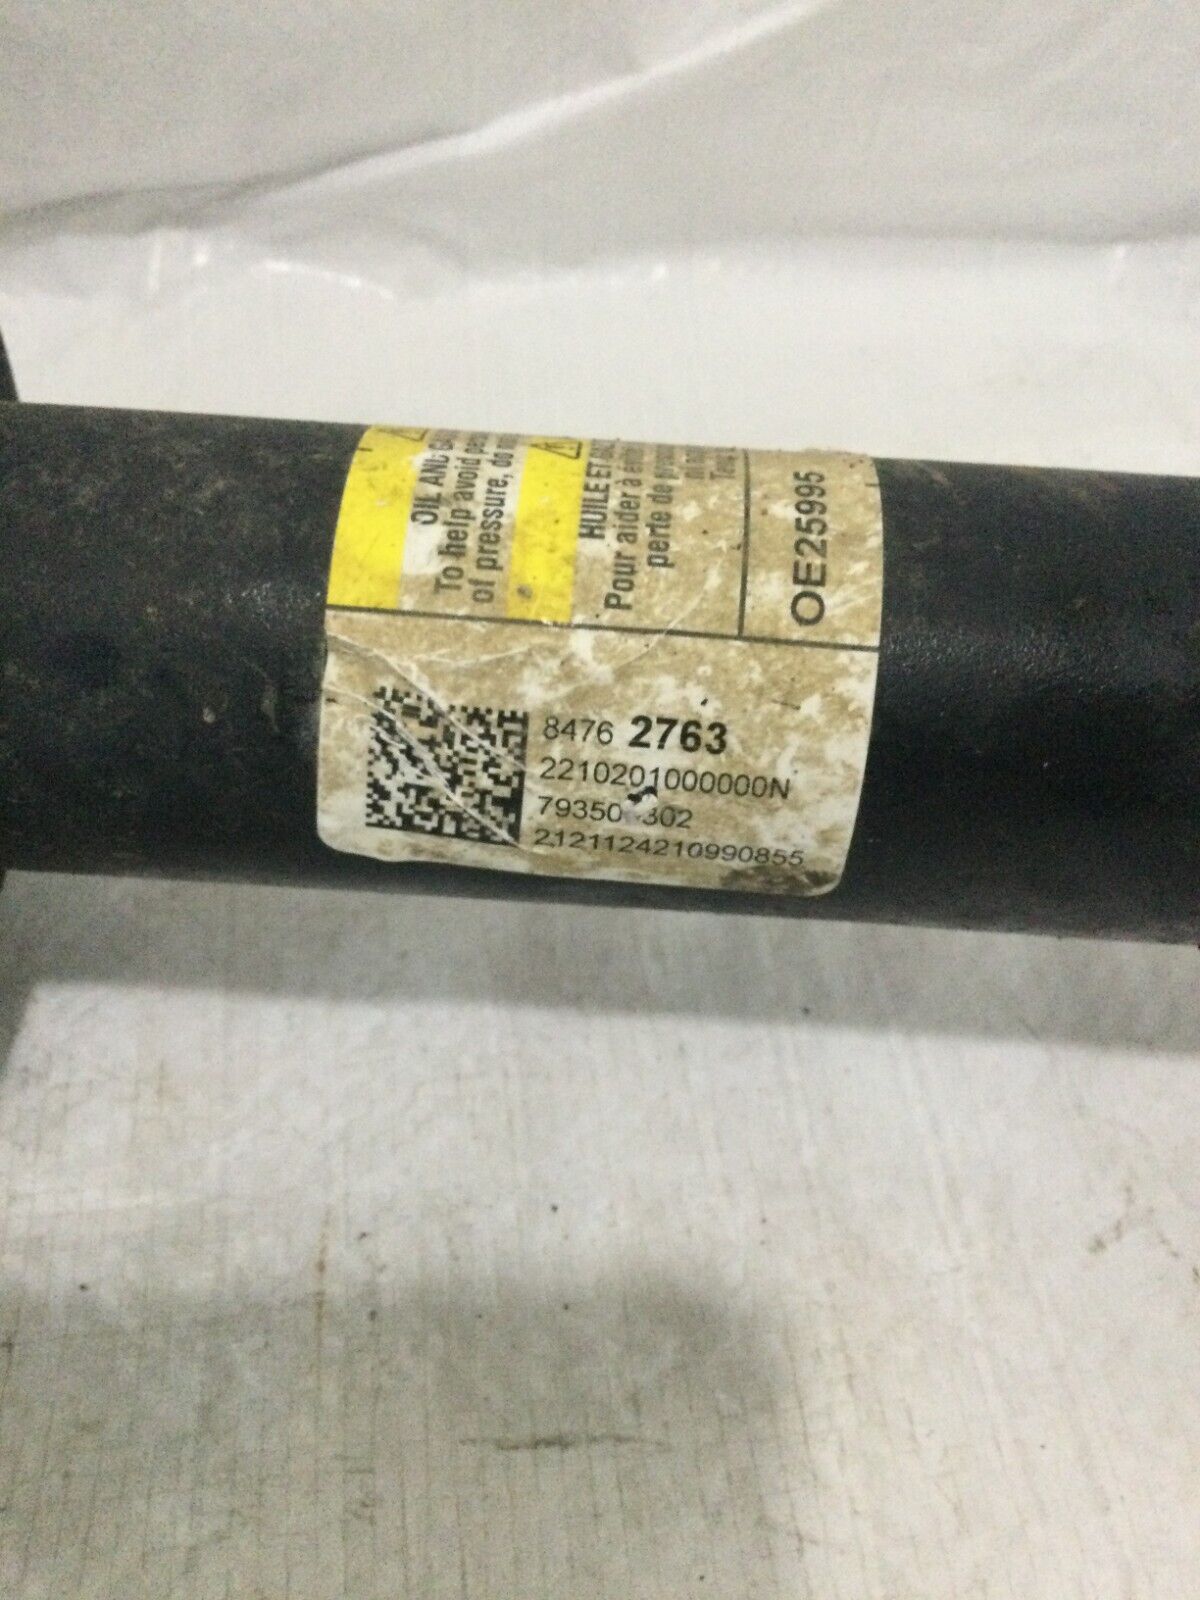 OIL AND
To help avoid
of pressure, do
HUILE ET
Pour aider à
perte de
OE25995
8476 2763
2210201000000N
2121124210990855